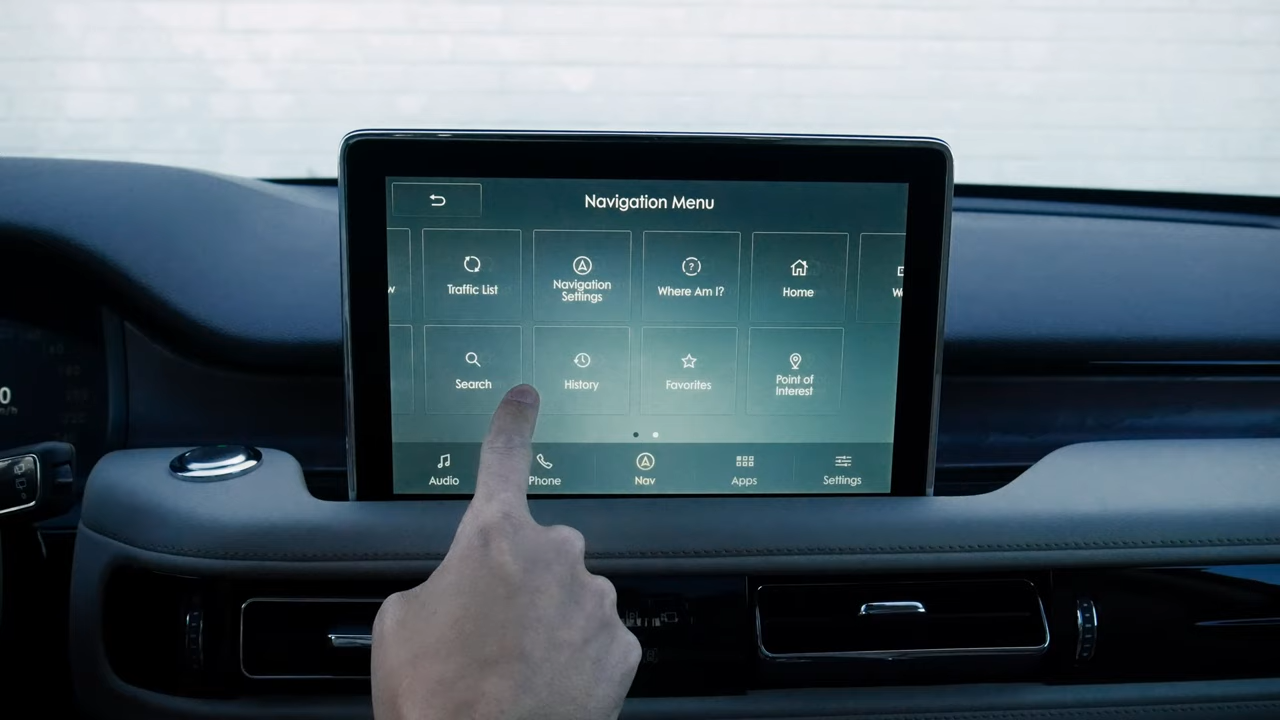 Navigation Menu
Traffic List
Navigation
Settings
Where Am I?
Home
Search
History
Favorites
Point of
Interest
Audio
Phone
Nav
Apps
Settings